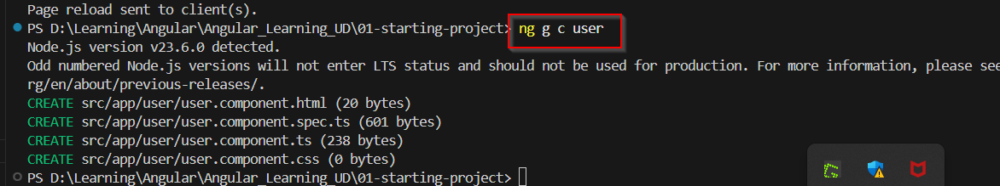 Page reload sent to client(s).
PS D:\Learning\Angular\Angular_Learning_UD\01-starting-project> ng g c user
Node.js version v23.6.0 detected.
Odd numbered Node.js versions will not enter LTS status and should not be used for production. For more information, please see
rg/en/about/previous-releases/.
CREATE src/app/user/user.component.html (20 bytes)
CREATE src/app/user/user.component.spec.ts (601 bytes)
CREATE src/app/user/user.component.ts (238 bytes)
CREATE src/app/user/user.component.css (0 bytes)
PS D:\Learning\Angular\Angular_Learning_UD\01-starting-project>